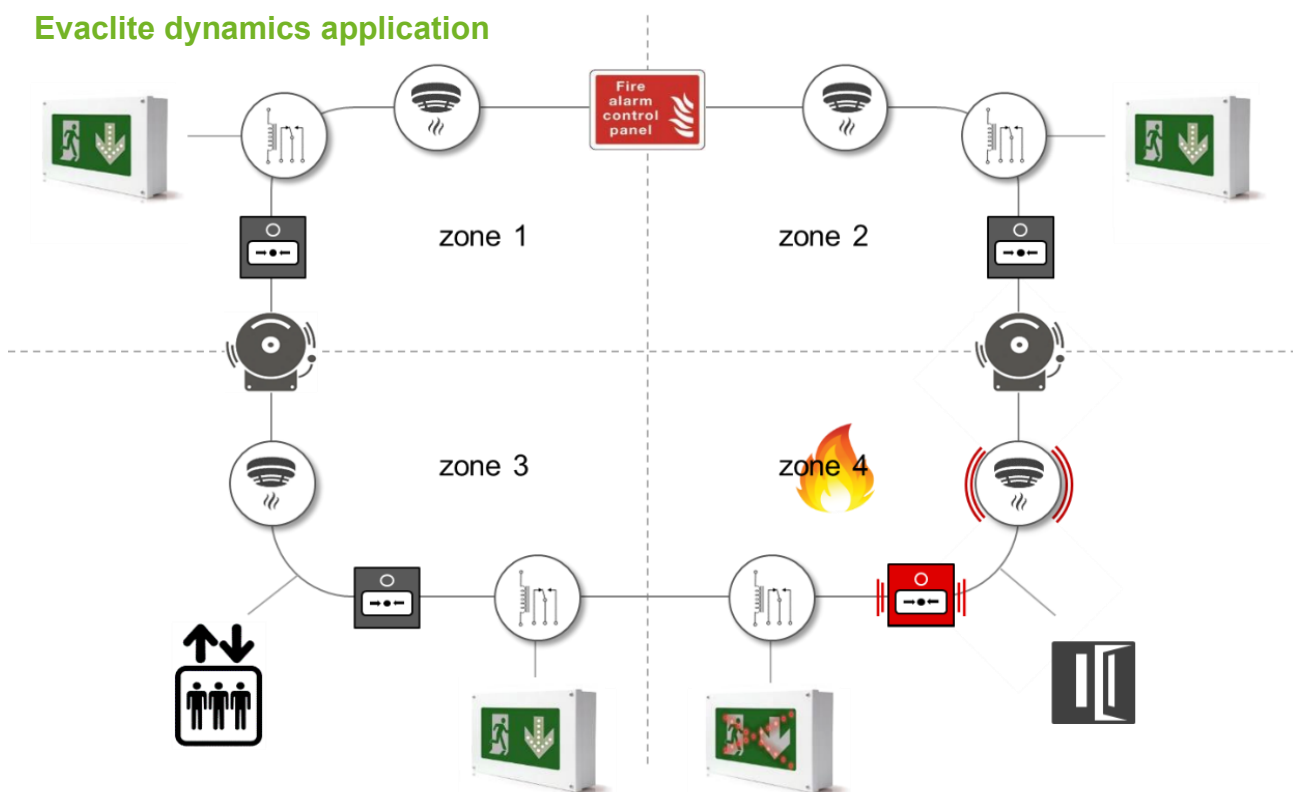 Evaclite dynamics application
Fire
alarm
control
panel
zone 1
zone 2
zone 3
zone 4